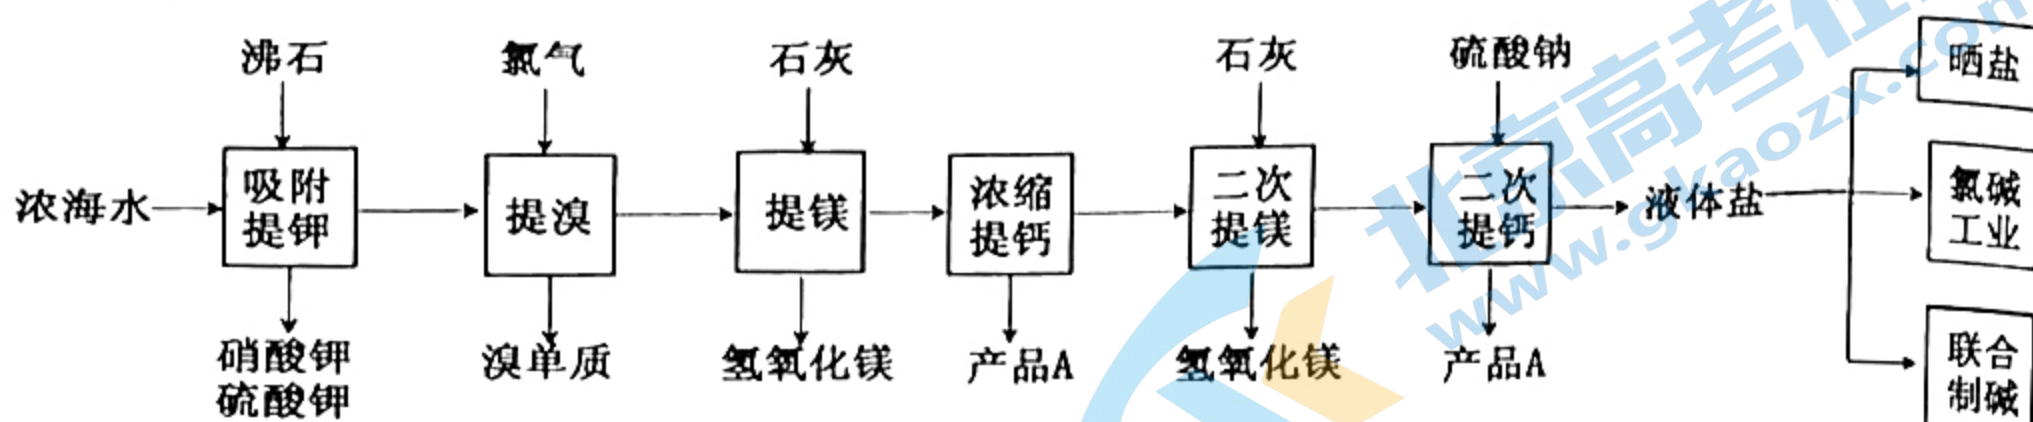 沸石
氯气
石灰
石灰
硫酸钠
晒盐
浓海水
吸附
提钾
提溴
提镁
浓缩
提钙
二次
提镁
二次
提钙
液体盐
氯碱
工业
硝酸钾
硫酸钾
溴单质
氢氧化镁
产品A
氢氧化镁
产品A
联合
制碱
北京高考在
www.gkaozx.com